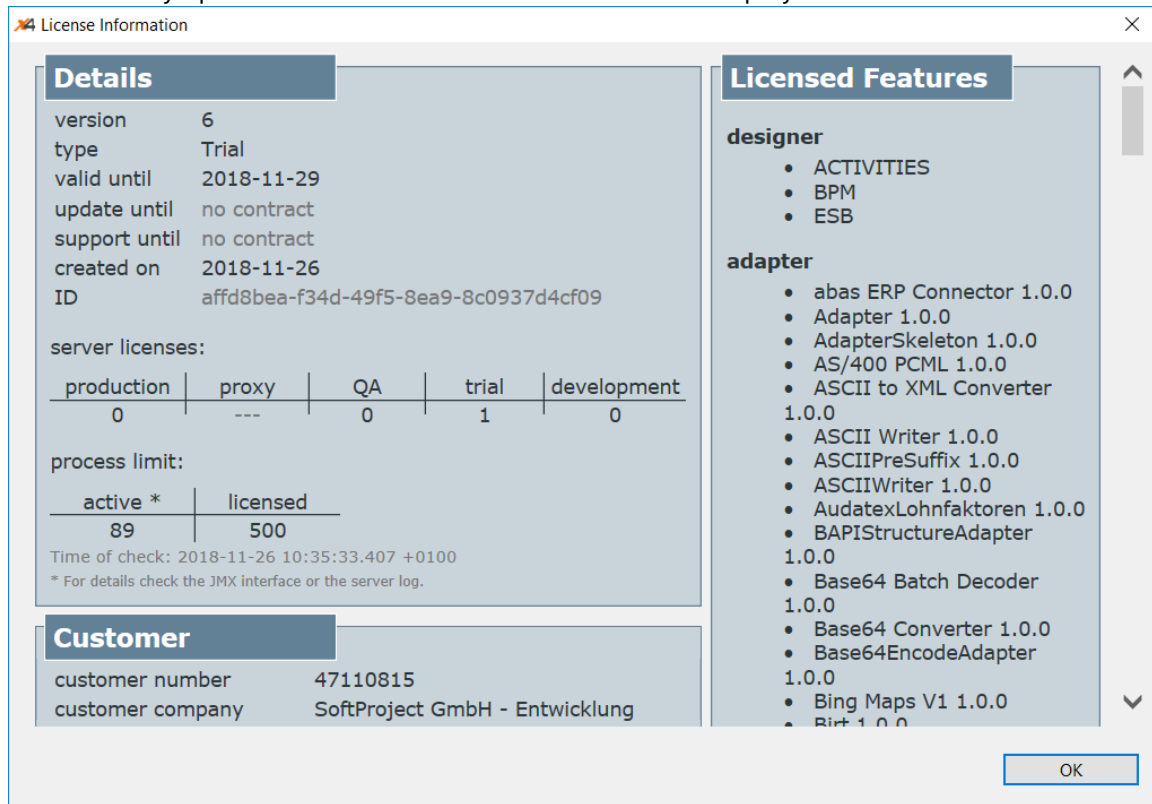 License Information
Details
version 6
type Trial
valid until 2018-11-29
update until no contract
support until no contract
created on 2018-11-26
ID affd8bea-f34d-49f5-8ea9-8c0937d4cf09
server licenses:
production proxy QA trial development
0 --- 0 1 0
process limit:
active * licensed
89 500
Time of check: 2018-11-26 10:35:33.407 +0100
* For details check the JMX interface or the server log.
Customer
customer number 47110815
customer company SoftProject GmbH - Entwicklung
Licensed Features
designer
• ACTIVITIES
• BPM
• ESB
adapter
• abas ERP Connector 1.0.0
• Adapter 1.0.0
• AdapterSkeleton 1.0.0
• AS/400 PCML 1.0.0
• ASCII to XML Converter
1.0.0
• ASCII Writer 1.0.0
• ASCIIPreSuffix 1.0.0
• ASCIIWriter 1.0.0
• AudatexLohnfaktoren 1.0.0
• BAPIStructureAdapter
1.0.0
• Base64 Batch Decoder
1.0.0
• Base64 Converter 1.0.0
• Base64EncodeAdapter
1.0.0
• Bing Maps V1 1.0.0
• Birt 1.0.0
OK